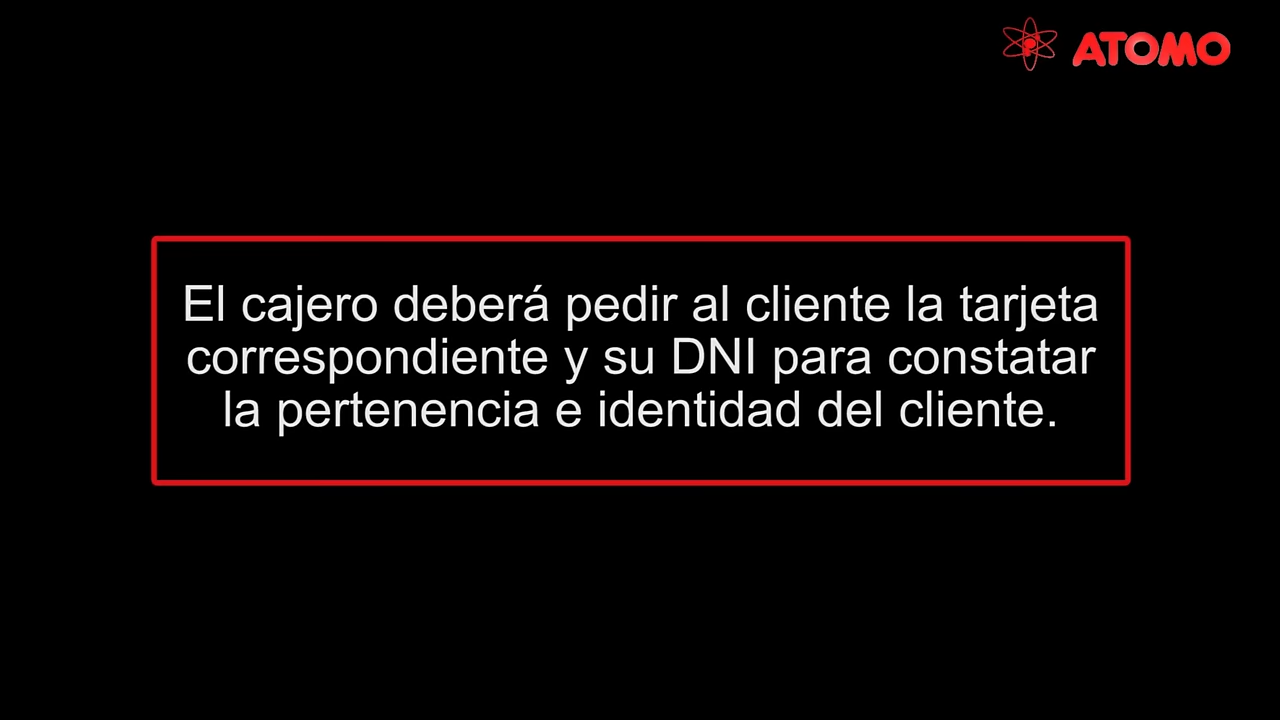 ATOMO
El cajero deberá pedir al cliente la tarjeta
correspondiente y su DNI para constatar
la pertenencia e identidad del cliente.